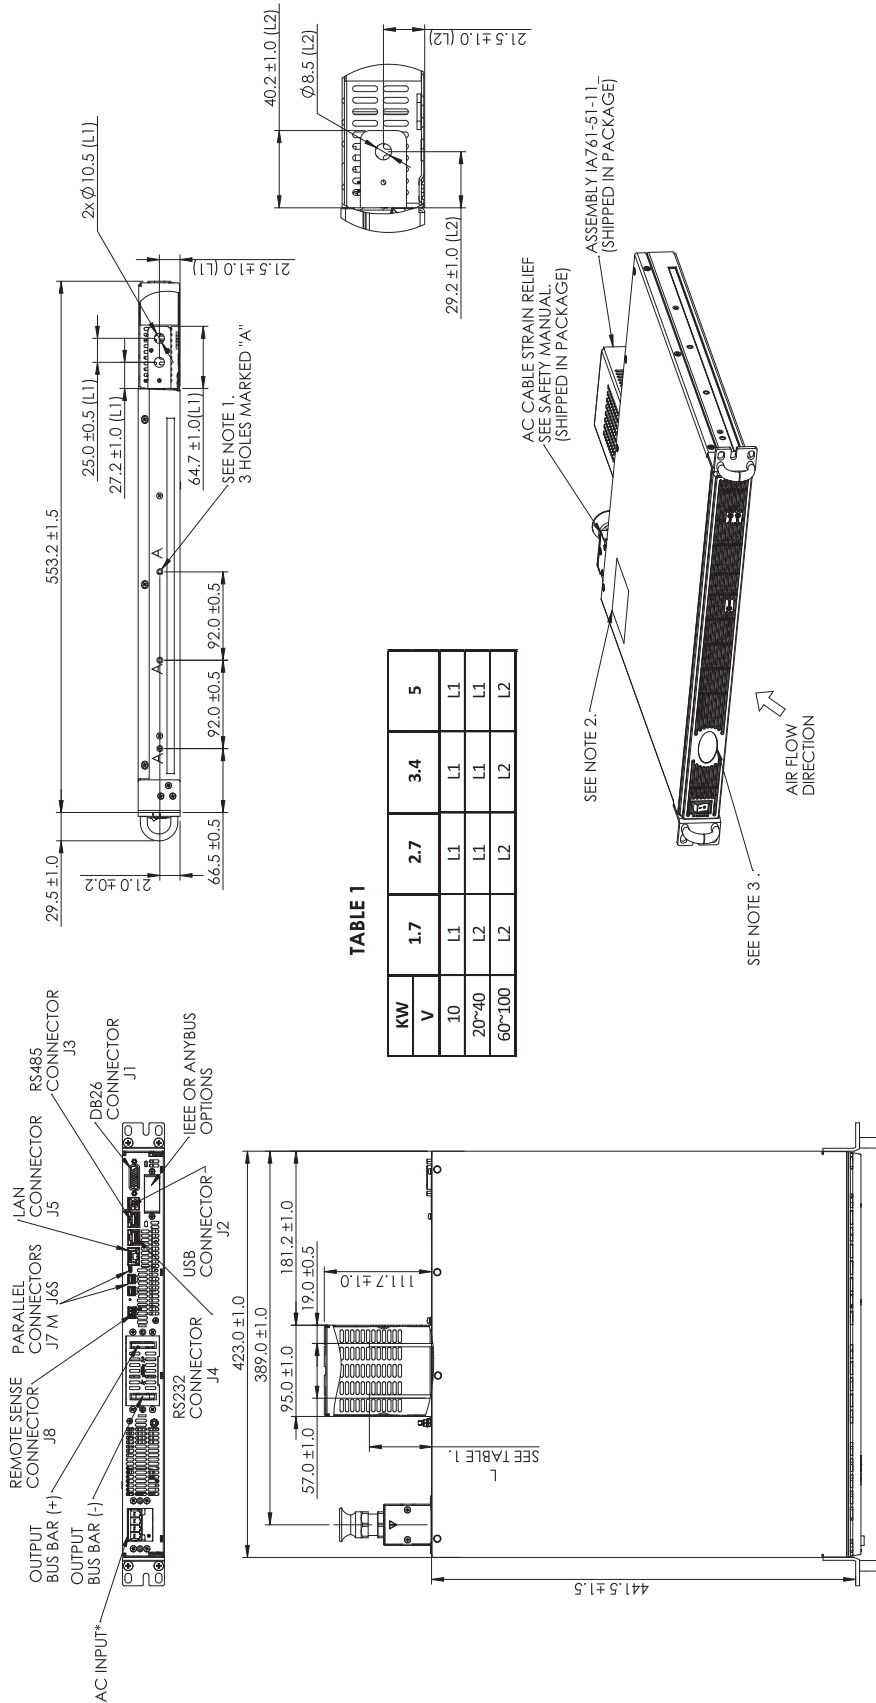 AC INPUT*
OUTPUT
BUS BAR (-)
OUTPUT
BUS BAR (+)
REMOTE SENSE
CONNECTOR
J8
PARALLEL
CONNECTORS
J7 M J6S
LAN
CONNECTOR
J5
RS485
CONNECTOR
J3
DB26
CONNECTOR
J1
IEEE OR ANYBUS
OPTIONS
USB
CONNECTOR
J2
RS232
CONNECTOR
J4
29.5 ±1.0
553.2 ±1.5
21.0 ±0.2
66.5 ±0.5
92.0 ±0.5
92.0 ±0.5
A
A
A
SEE NOTE 1.
3 HOLES MARKED "A"
25.0 ±0.5 (L1)
27.2 ±1.0 (L1)
64.7 ±1.0(L1)
2x Ø10.5 (L1)
21.5 ±1.0 (L1)
40.2 ±1.0 (L2)
Ø8.5 (L2)
29.2 ±1.0 (L2)
21.5 ±1.0 (L2)
423.0 ±1.0
389.0 ±1.0
181.2 ±1.0
95.0 ±1.0
19.0 ±0.5
57.0 ±1.0
111.7 ±1.0
L
SEE TABLE 1.
441.5 ±1.5
TABLE 1
KW 1.7 2.7 3.4 5
V
10 L1 L1 L1 L1
20~40 L2 L1 L1 L1
60~100 L2 L2 L2 L2
SEE NOTE 2.
SEE NOTE 3 .
AIR FLOW
DIRECTION
AC CABLE STRAIN RELIEF
SEE SAFETY MANUAL.
(SHIPPED IN PACKAGE)
ASSEMBLY IA761-51-11_
(SHIPPED IN PACKAGE)